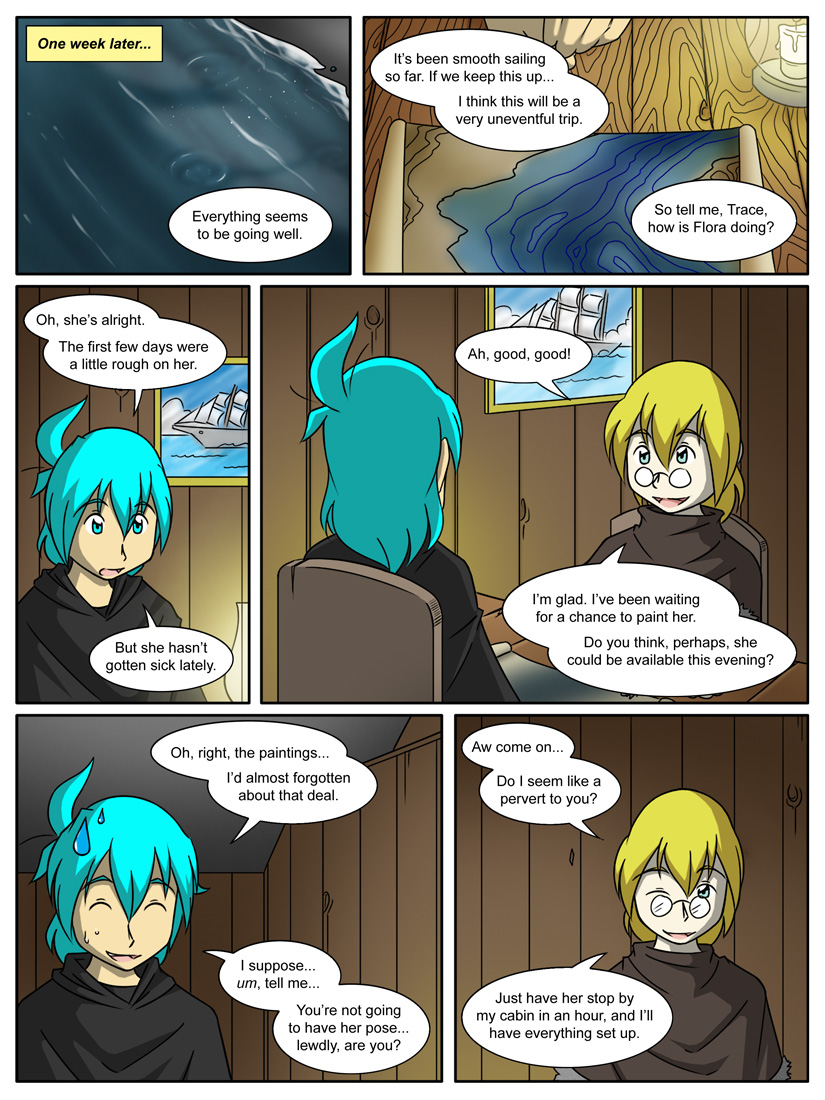 One week later...
Everything seems
to be going well.
It's been smooth sailing
so far. If we keep this up...
I think this will be a
very uneventful trip.
So tell me, Trace,
how is Flora doing?
Oh, she's alright.
The first few days were
a little rough on her.
But she hasn't
gotten sick lately.
Ah, good, good!
I'm glad. I've been waiting
for a chance to paint her.
Do you think, perhaps, she
could be available this evening?
Oh, right, the paintings...
I'd almost forgotten
about that deal.
I suppose...
um, tell me...
You're not going
to have her pose...
lewdly, are you?
Aw come on...
Do I seem like a
pervert to you?
Just have her stop by
my cabin in an hour, and I'll
have everything set up.